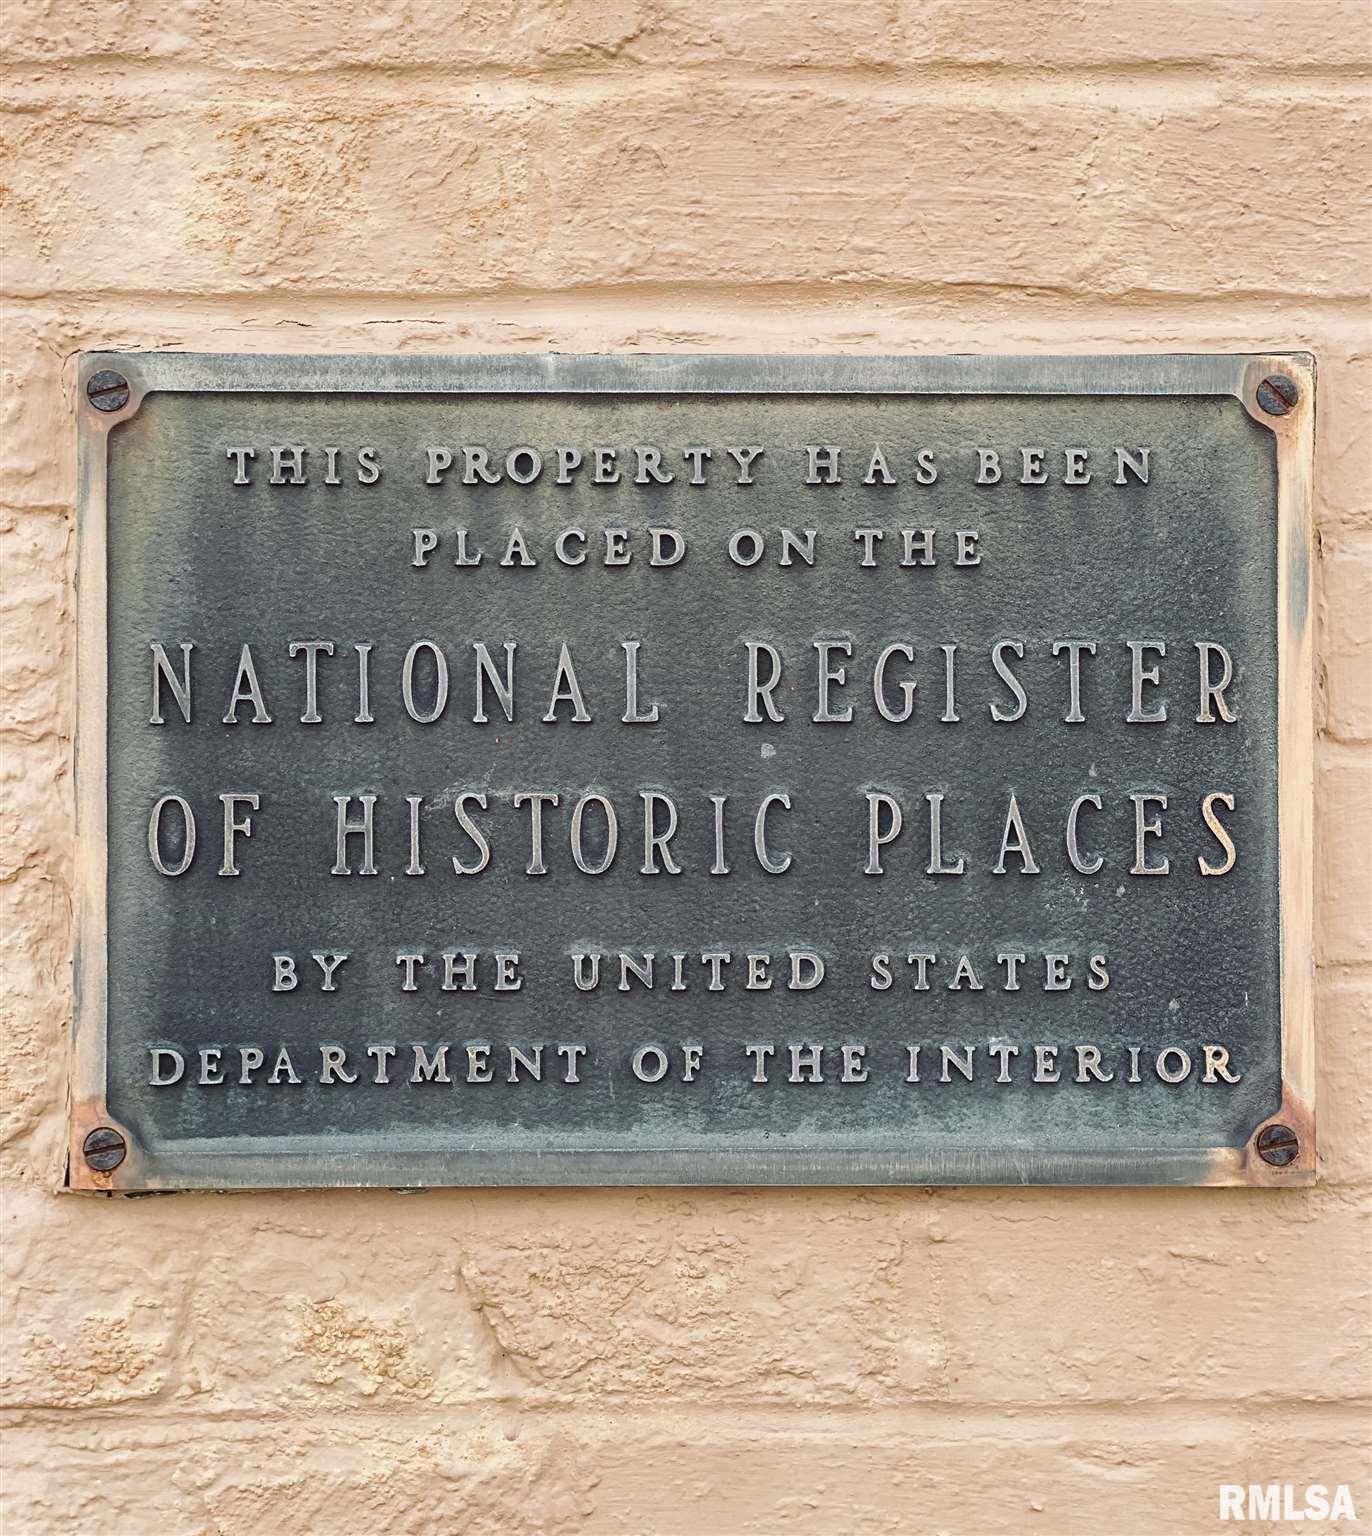 THIS PROPERTY HAS BEEN
PLACED ON THE
NATIONAL REGISTER
OF HISTORIC PLACES
BY THE UNITED STATES
DEPARTMENT OF THE INTERIOR
RMLSA